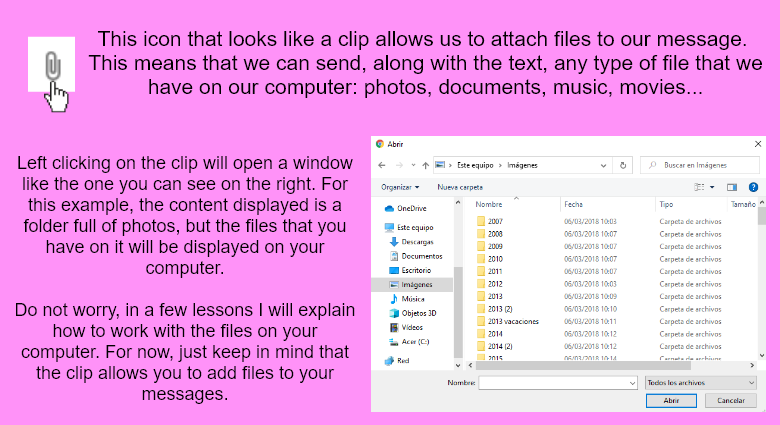 This icon that looks like a clip allows us to attach files to our message.
This means that we can send, along with the text, any type of file that we
have on our computer: photos, documents, music, movies...
Left clicking on the clip will open a window
like the one you can see on the right. For
this example, the content displayed is a
folder full of photos, but the files that you
have on it will be displayed on your
computer.
Do not worry, in a few lessons I will explain
how to work with the files on your
computer. For now, just keep in mind that
the clip allows you to add files to your
messages.
Abrir
Este equipo > Imágenes
Buscar en Imágenes
Organizar Nueva carpeta
Nombre Fecha Tipo Tamaño
OneDrive
Este equipo
Descargas
Documentos
Escritorio
Imágenes
Música
Objetos 3D
Vídeos
Acer (C:)
Red
2007 06/03/2018 10:03 Carpeta de archivos
2008 06/03/2018 10:07 Carpeta de archivos
2009 06/03/2018 10:07 Carpeta de archivos
2010 06/03/2018 10:07 Carpeta de archivos
2011 06/03/2018 10:07 Carpeta de archivos
2012 06/03/2018 10:03 Carpeta de archivos
2013 06/03/2018 10:09 Carpeta de archivos
2013 (2) 06/03/2018 10:10 Carpeta de archivos
2013 vacaciones 06/03/2018 10:11 Carpeta de archivos
2014 06/03/2018 10:12 Carpeta de archivos
2014 (2) 06/03/2018 10:12 Carpeta de archivos
2015 06/03/2018 10:14 Carpeta de archivos
Nombre: Todos los archivos
Abrir Cancelar